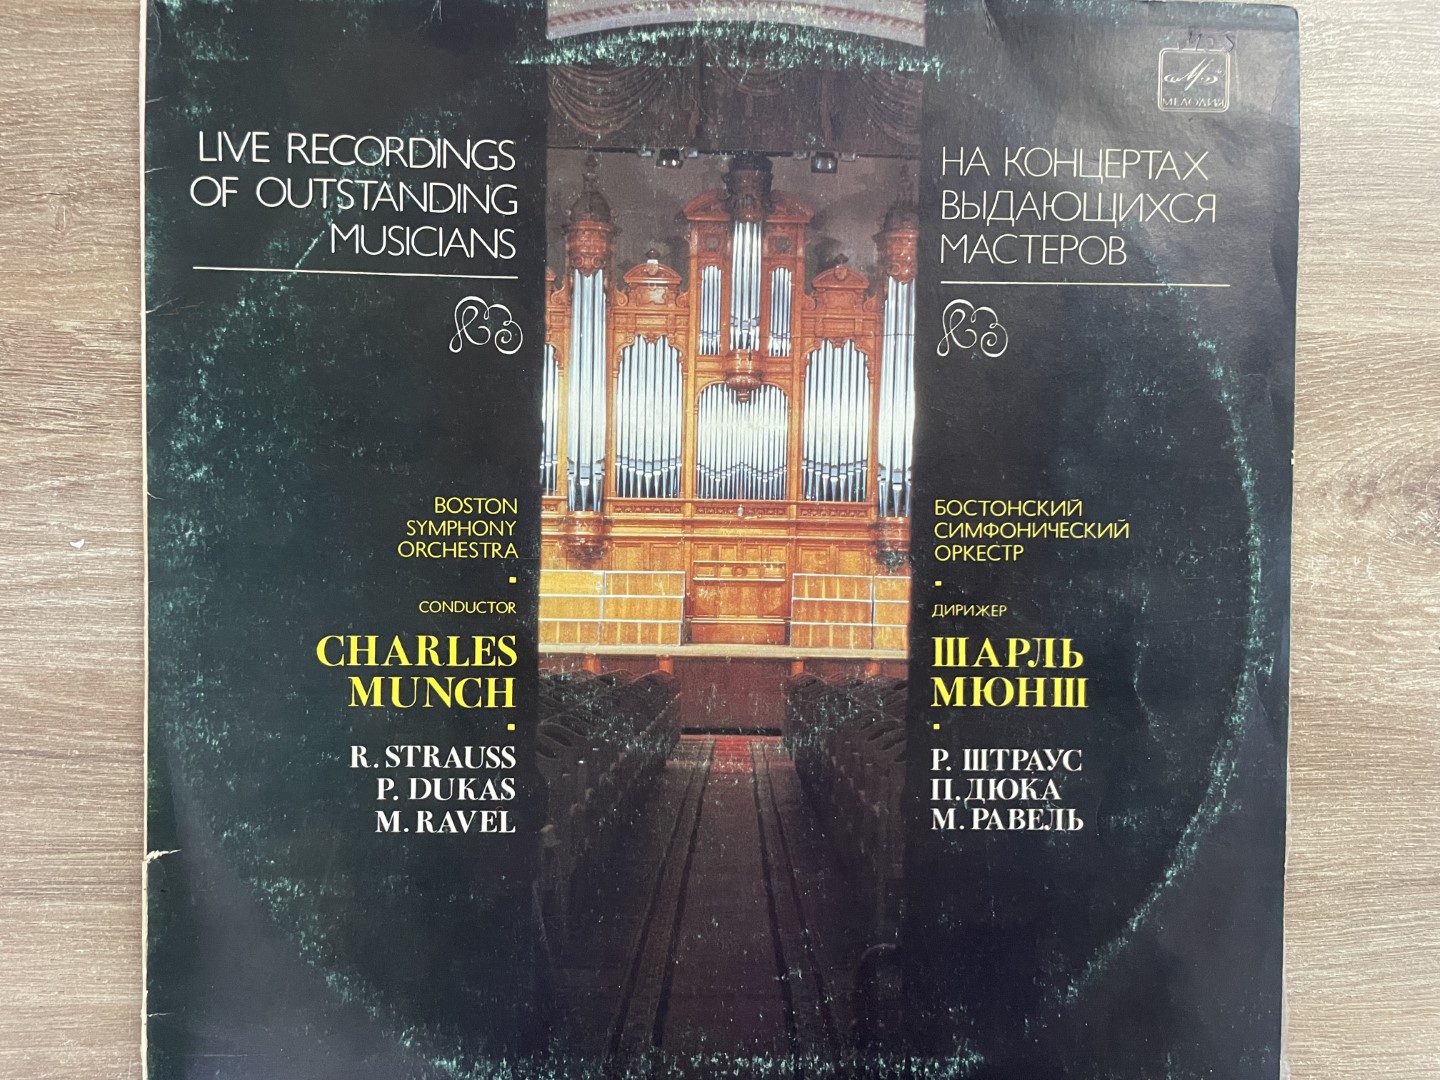 LIVE RECORDINGS
OF OUTSTANDING
MUSICIANS
BOSTON
SYMPHONY
ORCHESTRA
CONDUCTOR
CHARLES
MUNCH
R. STRAUSS
P. DUKAS
M. RAVEL
МЕЛОДИЯ
НА КОНЦЕРТАХ
ВЫДАЮЩИХСЯ
МАСТЕРОВ
БОСТОНСКИЙ
СИМФОНИЧЕСКИЙ
ОРКЕСТР
ДИРИЖЕР
ШАРЛЬ
МЮНШ
Р. ШТРАУС
П. ДЮКА
М. РАВЕЛЬ